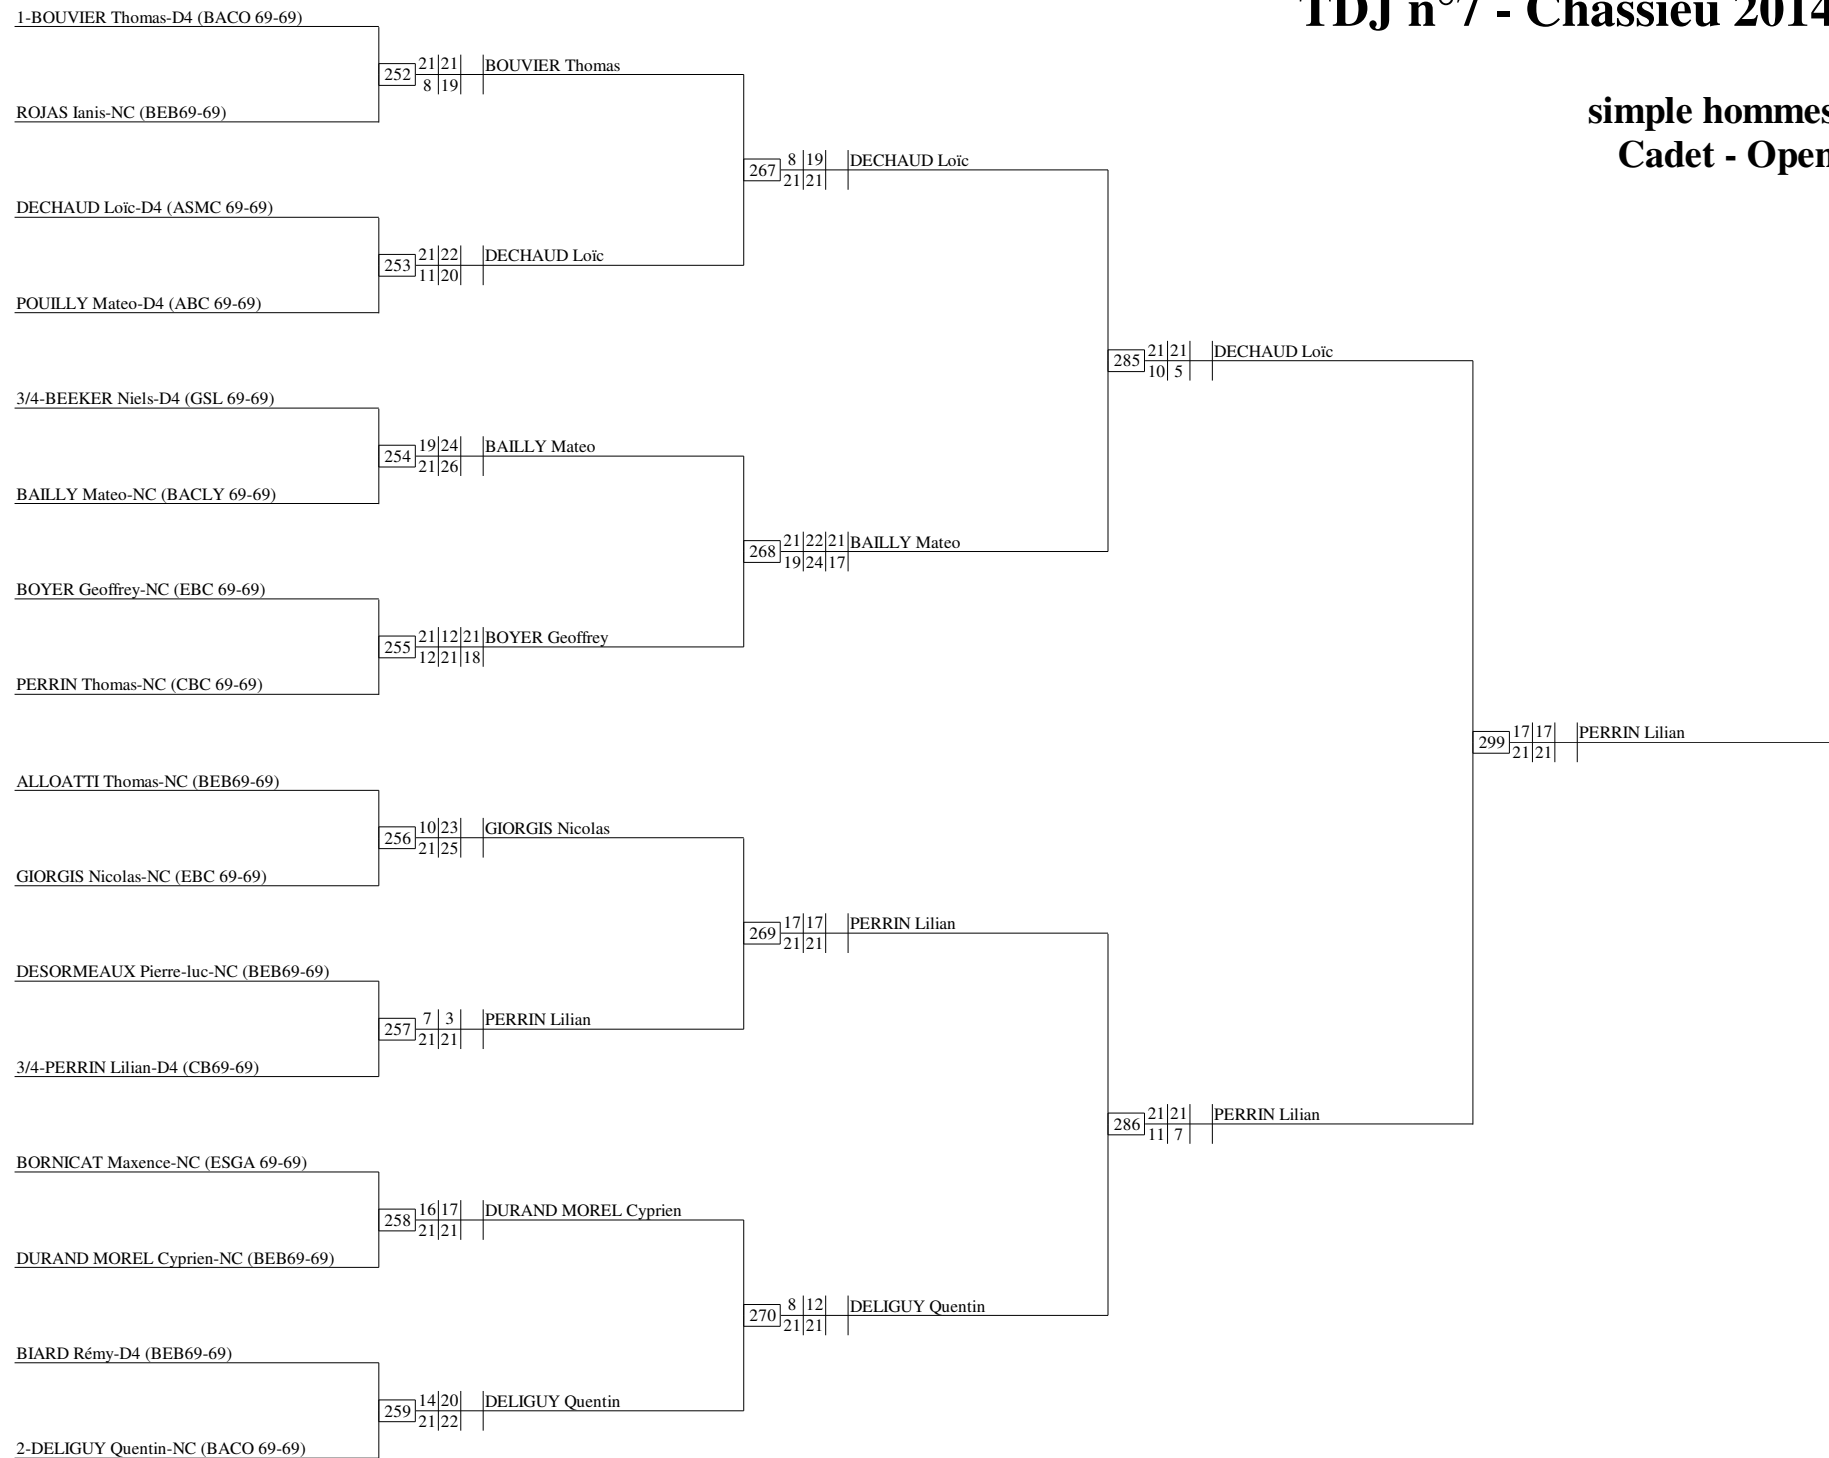 TDJ n°7 - Chassieu 2014
simple hommes
Cadet - Open
1-BOUVIER Thomas-D4 (BACO 69-69)
252 21 21 BOUVIER Thomas
8 19
ROJAS Ianis-NC (BEB69-69)
267 8 19 DECHAUD Loïc
21 21
DECHAUD Loïc-D4 (ASMC 69-69)
253 21 22 DECHAUD Loïc
11 20
POUILLY Mateo-D4 (ABC 69-69)
285 21 21 DECHAUD Loïc
10 5
3/4-BEEKER Niels-D4 (GSL 69-69)
254 19 24 BAILLY Mateo
21 26
BAILLY Mateo-NC (BACLY 69-69)
268 21 22 21 BAILLY Mateo
19 24 17
BOYER Geoffrey-NC (EBC 69-69)
255 21 12 21 BOYER Geoffrey
12 21 18
PERRIN Thomas-NC (CBC 69-69)
299 17 17 PERRIN Lilian
21 21
ALLOATTI Thomas-NC (BEB69-69)
256 10 23 GIORGIS Nicolas
21 25
GIORGIS Nicolas-NC (EBC 69-69)
269 17 17 PERRIN Lilian
21 21
DESORMEAUX Pierre-luc-NC (BEB69-69)
257 7 3 PERRIN Lilian
21 21
3/4-PERRIN Lilian-D4 (CB69-69)
286 21 21 PERRIN Lilian
11 7
BORNICAT Maxence-NC (ESGA 69-69)
258 16 17 DURAND MOREL Cyprien
21 21
DURAND MOREL Cyprien-NC (BEB69-69)
270 8 12 DELIGUY Quentin
21 21
BIARD Rémy-D4 (BEB69-69)
259 14 20 DELIGUY Quentin
21 22
2-DELIGUY Quentin-NC (BACO 69-69)